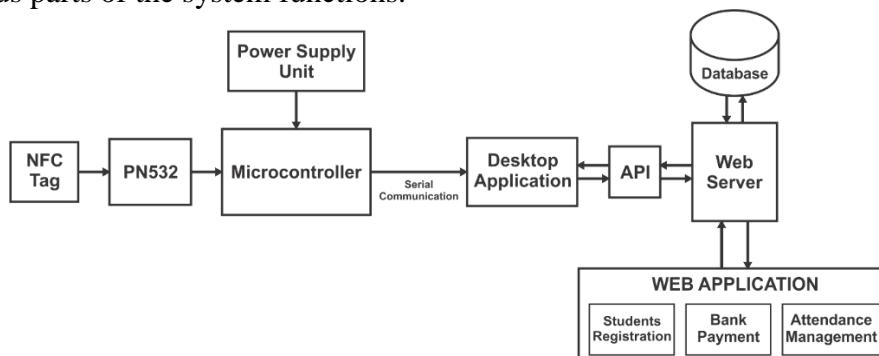 us parts of the system functions.
Power Supply
Unit
Database
NFC
Tag
PN532
Microcontroller
Serial
Communication
Desktop
Application
API
Web
Server
WEB APPLICATION
Students
Registration
Bank
Payment
Attendance
Management